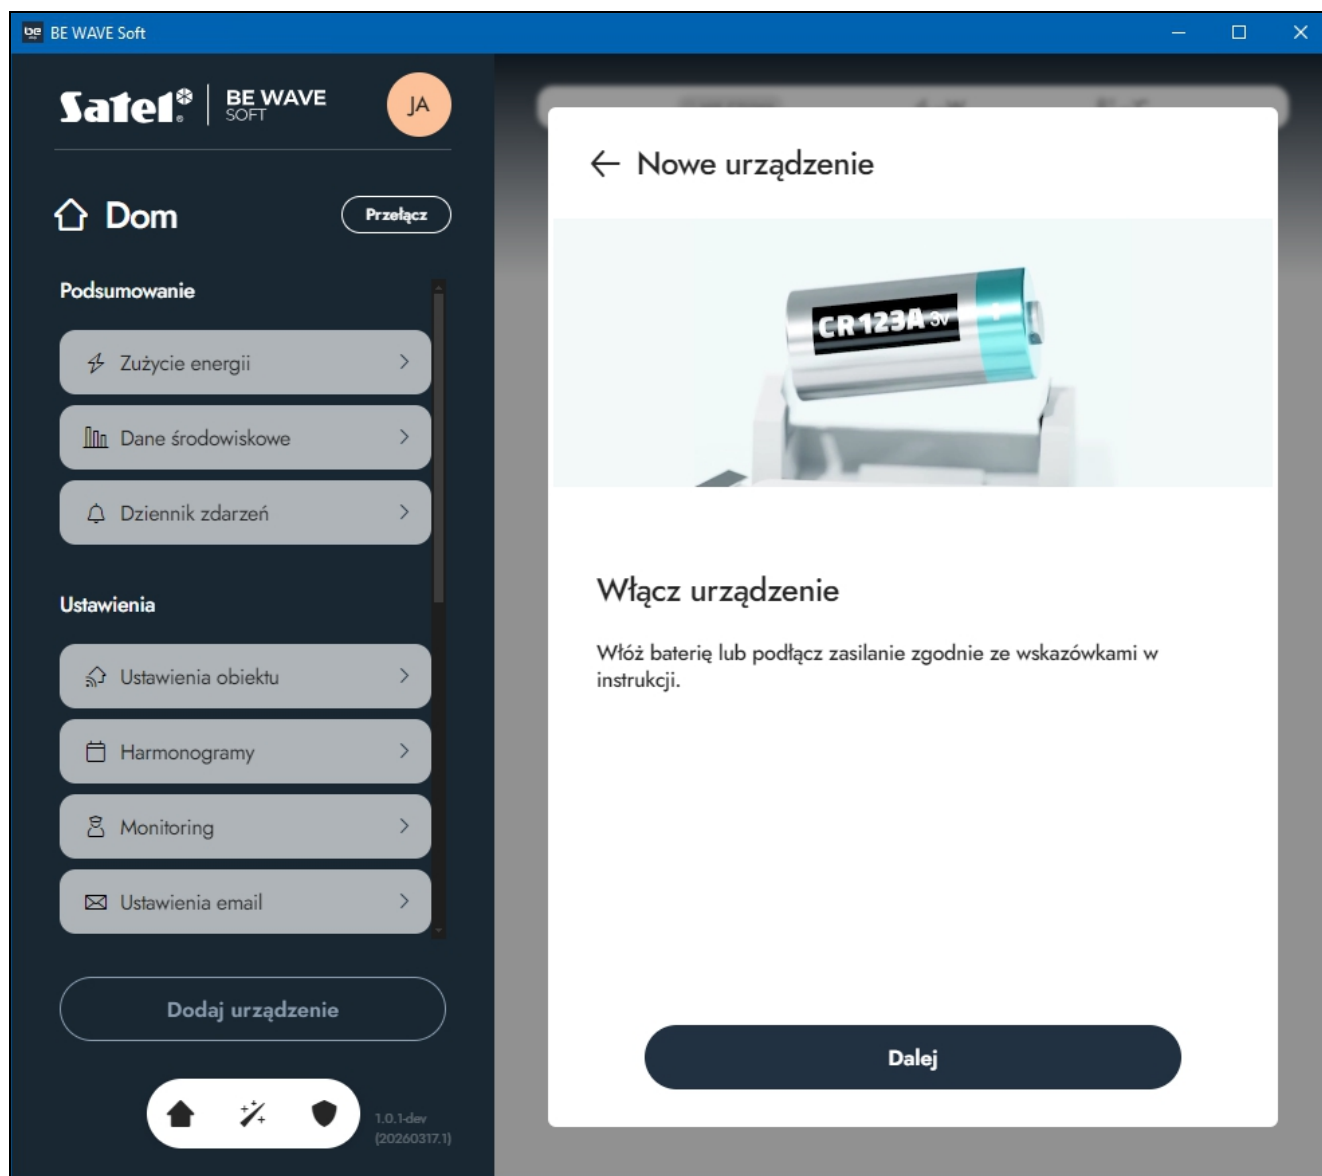 be
BE WAVE Soft
Satel®
BE WAVE
SOFT
JA
Dom
Przełącz
Podsumowanie
Zużycie energii
Dane środowiskowe
Dziennik zdarzeń
Ustawienia
Ustawienia obiektu
Harmonogramy
Monitoring
Ustawienia email
Dodaj urządzenie
1.0.1-dev
(20260317.1)
Nowe urządzenie
CR123A 3v
+
Włącz urządzenie
Włóż baterię lub podłącz zasilanie zgodnie ze wskazówkami w
instrukcji.
Dalej